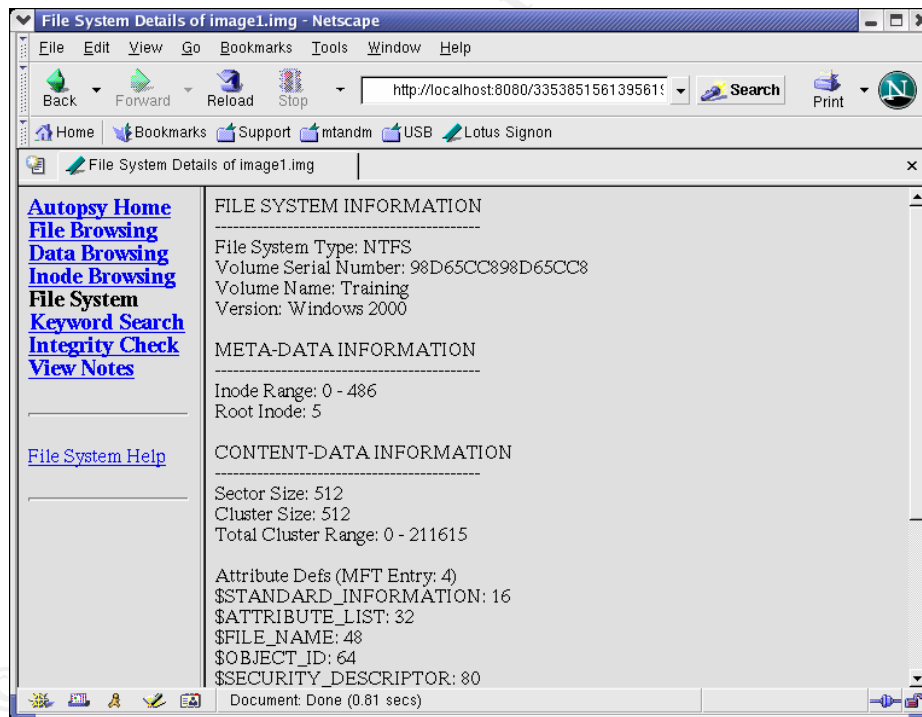 File System Details of image1.img - Netscape
File Edit View Go Bookmarks Tools Window Help
Back Forward Reload Stop http://localhost:8080/3353851561395619 Search Print N
Home Bookmarks Support mtandm USB Lotus Signon
File System Details of image1.img
Autopsy Home
File Browsing
Data Browsing
Inode Browsing
File System
Keyword Search
Integrity Check
View Notes
File System Help
FILE SYSTEM INFORMATION
--------------------------------------------
File System Type: NTFS
Volume Serial Number: 98D65CC898D65CC8
Volume Name: Training
Version: Windows 2000
META-DATA INFORMATION
--------------------------------------------
Inode Range: 0 - 486
Root Inode: 5
CONTENT-DATA INFORMATION
--------------------------------------------
Sector Size: 512
Cluster Size: 512
Total Cluster Range: 0 - 211615
Attribute Defs (MFT Entry: 4)
$STANDARD_INFORMATION: 16
$ATTRIBUTE_LIST: 32
$FILE_NAME: 48
$OBJECT_ID: 64
$SECURITY_DESCRIPTOR: 80
Document: Done (0.81 secs)